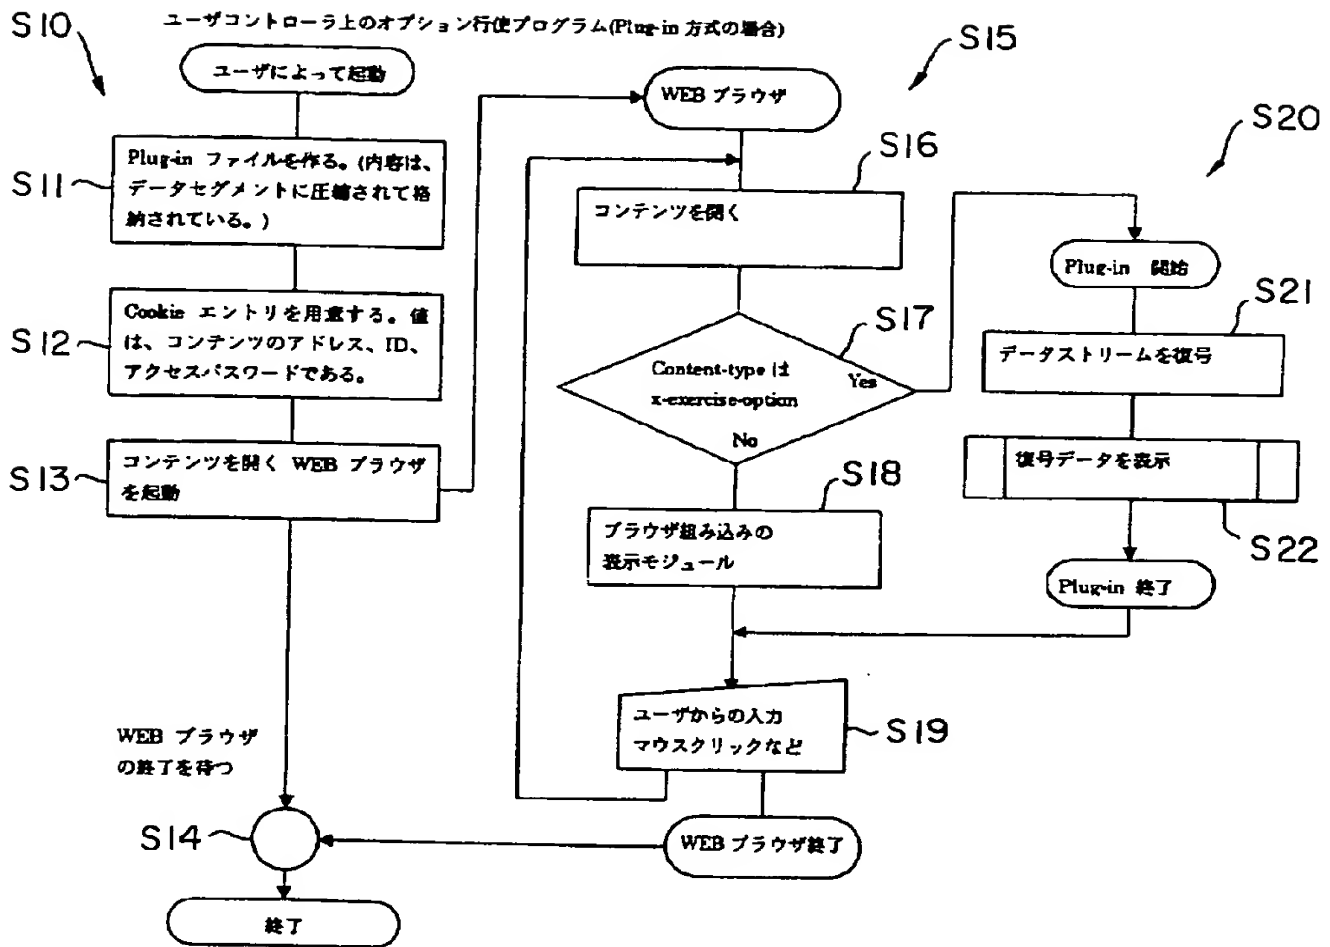 ユーザコントローラ上のオプション行使プログラム(Plug-in 方式の場合)
S10
ユーザによって起動
S11
Plug-in ファイルを作る。(内容は、
データセグメントに圧縮されて格
納されている。)
S12
Cookie エントリを用意する。値
は、コンテンツのアドレス、ID、
アクセスパスワードである。
S13
コンテンツを開く WEB ブラウザ
を起動
WEB ブラウザ
の終了を待つ
S14
終了
S15
WEB ブラウザ
S16
コンテンツを開く
S17
Content-type は
x-exercise-option
Yes
No
S18
ブラウザ組み込みの
表示モジュール
S19
ユーザからの入力
マウスクリックなど
WEB ブラウザ終了
S20
Plug-in 開始
S21
データストリームを復号
復号データを表示
S22
Plug-in 終了